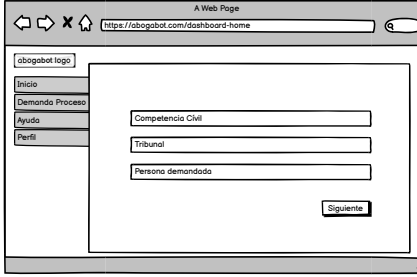 A Web Page
https://abogabot.com/dashboard-home
abogabot logo
Inicio
Demanda Proceso
Ayuda
Perfil
Competencia Civil
Tribunal
Persona demandada
Siguiente